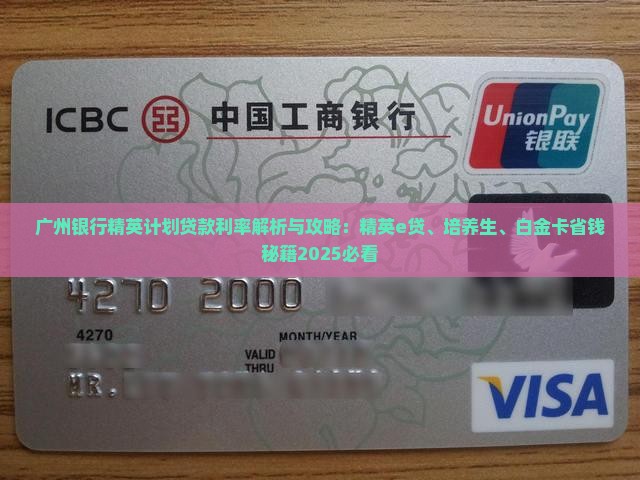 ICBC 中国工商银行
UnionPay
银联
广州银行精英计划贷款利率解析与攻略：精英e贷、培养生、白金卡省钱
秘籍2025必看
4270 2000
4270
MONTH/YEAR
VALID
THRU
MR.
VISA